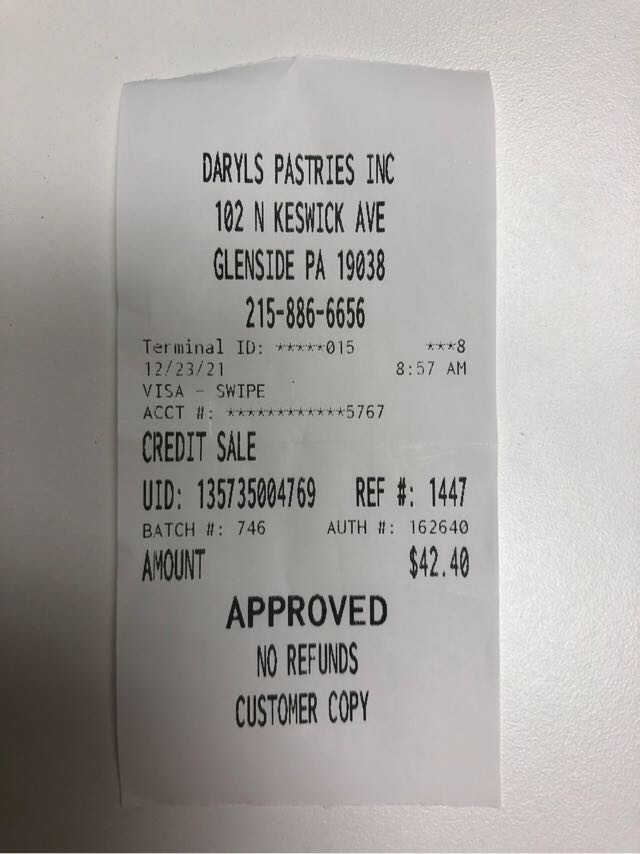 DARYLS PASTRIES INC
102 N KESWICK AVE
GLENSIDE PA 19038
215-886-6656
Terminal ID: *****015 ***8
12/23/21 8:57 AM
VISA - SWIPE
ACCT #: ************5767
CREDIT SALE
UID: 135735004769 REF #: 1447
BATCH #: 746 AUTH #: 162640
AMOUNT $42.40
APPROVED
NO REFUNDS
CUSTOMER COPY